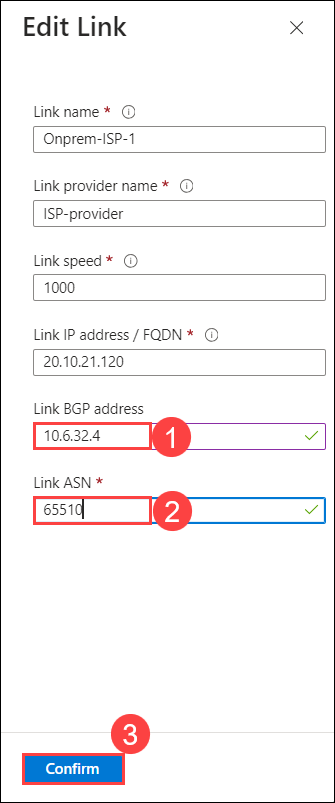 Edit Link
Link name *
Onprem-ISP-1
Link provider name *
ISP-provider
Link speed *
1000
Link IP address / FQDN *
20.10.21.120
Link BGP address
10.6.32.4
1
Link ASN *
65510
2
3
Confirm